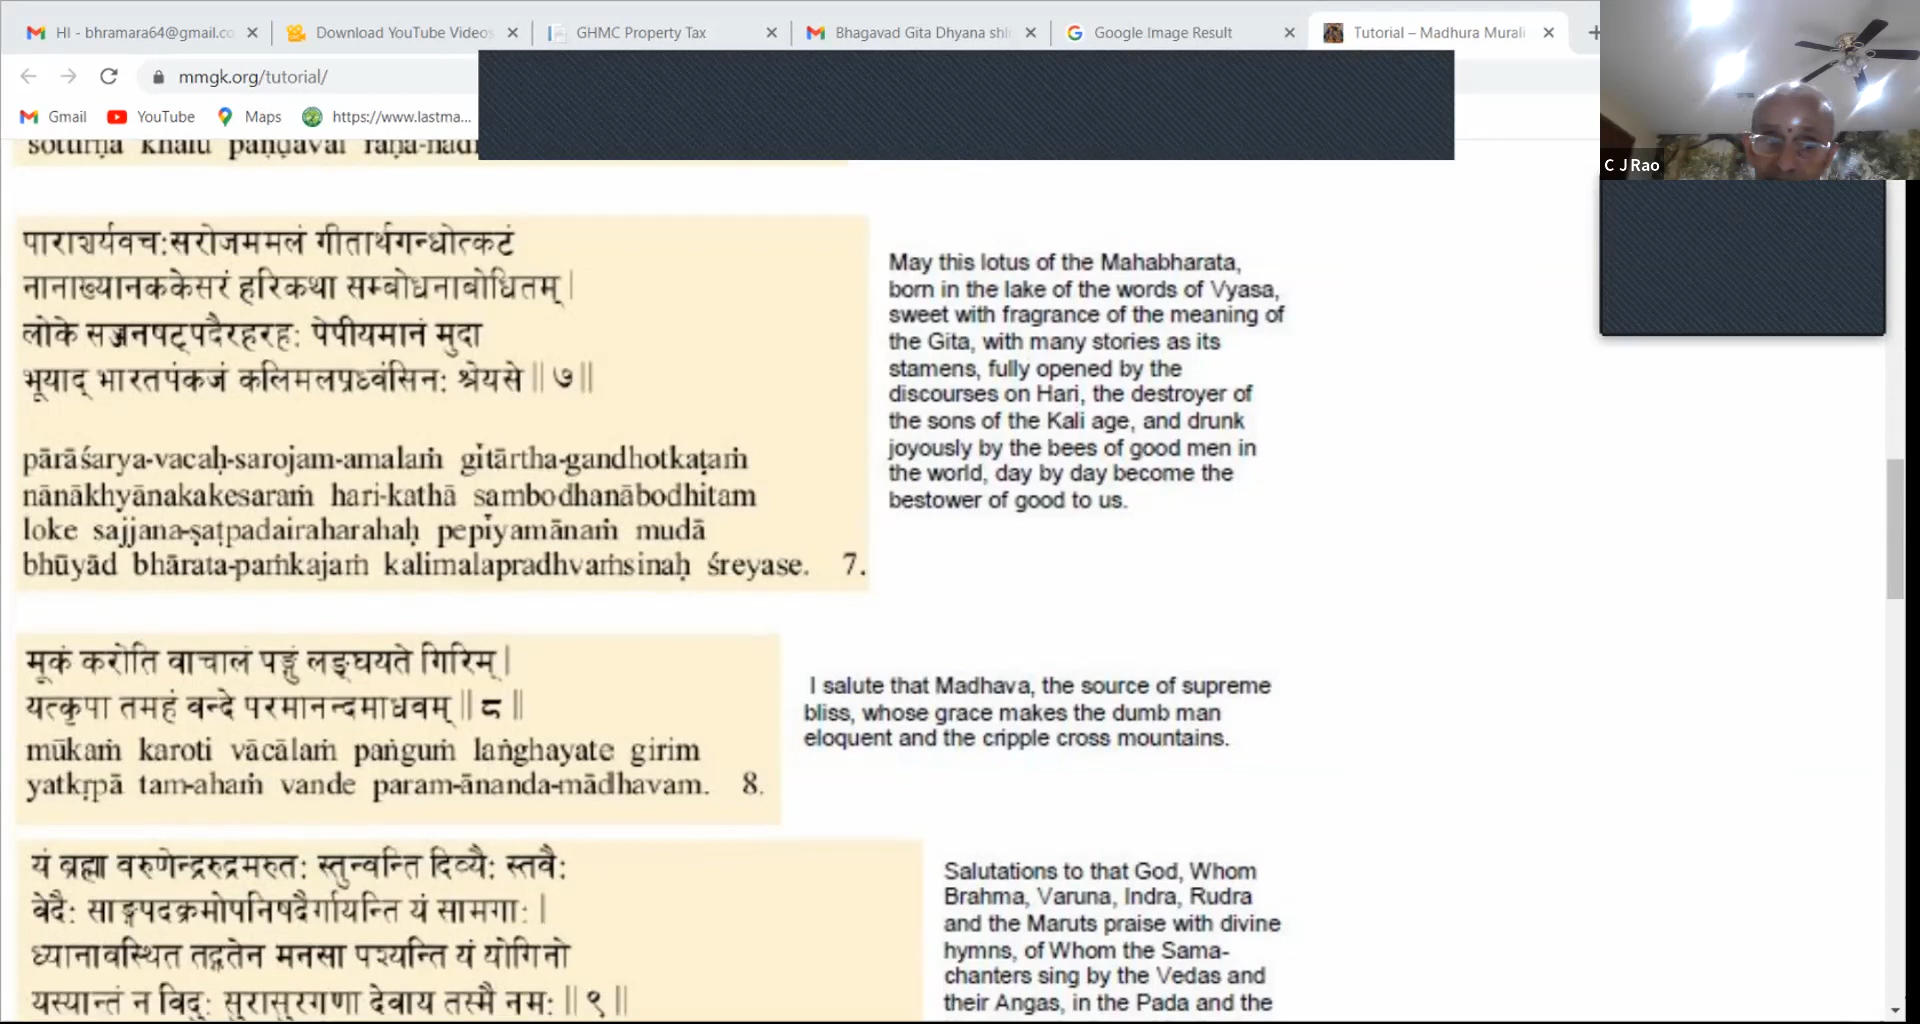 HI - bhramara64@gmail.co
Download YouTube Videos
GHMC Property Tax
Bhagavad Gita Dhyana shl
Google Image Result
Tutorial – Madhura Murali
mmgk.org/tutorial/
Gmail
YouTube
Maps
https://www.lastma...
C J Rao
पाराशर्यवच:सरोजममलं गीतार्थगन्धोत्कटं
नानाख्यानककेसरं हरिकथा सम्बोधनाबोधितम् |
लोके सज्जनषट्पदैरहरह: पेपीयमानं मुदा
भूयाद् भारतपंकजं कलिमलप्रध्वंसिन: श्रेयसे || ७ ||
pārāśarya-vacaḥ-sarojam-amalaṁ gītārtha-gandhotkaṭaṁ
nānākhyānakakesaraṁ hari-kathā sambodhanābodhitam
loke sajjana-ṣaṭpadairaharahaḥ pepīyamānaṁ mudā
bhūyād bhārata-paṁkajaṁ kalimalapradhvaṁsinaḥ śreyase. 7.
May this lotus of the Mahabharata,
born in the lake of the words of Vyasa,
sweet with fragrance of the meaning of
the Gita, with many stories as its
stamens, fully opened by the
discourses on Hari, the destroyer of
the sons of the Kali age, and drunk
joyously by the bees of good men in
the world, day by day become the
bestower of good to us.
मूकं करोति वाचालं पङ्गुं लङ्घयते गिरिम् |
यत्कृपा तमहं वन्दे परमानन्दमाधवम् || ८ ||
mūkaṁ karoti vācālaṁ paṅguṁ laṅghayate girim
yatkṛpā tam-ahaṁ vande param-ānanda-mādhavam. 8.
I salute that Madhava, the source of supreme
bliss, whose grace makes the dumb man
eloquent and the cripple cross mountains.
यं ब्रह्मा वरुणेन्द्ररुद्रमरुत: स्तुन्वन्ति दिव्यै: स्तवै:
वेदै: साङ्गपदक्रमोपनिषदैर्गायन्ति यं सामगा: |
ध्यानावस्थित तद्गतेन मनसा पश्यन्ति यं योगिनो
यस्यान्तं न विदु: सुरासुरगणा देवाय तस्मै नम: || ९ ||
Salutations to that God, Whom
Brahma, Varuna, Indra, Rudra
and the Maruts praise with divine
hymns, of Whom the Sama-
chanters sing by the Vedas and
their Angas, in the Pada and the